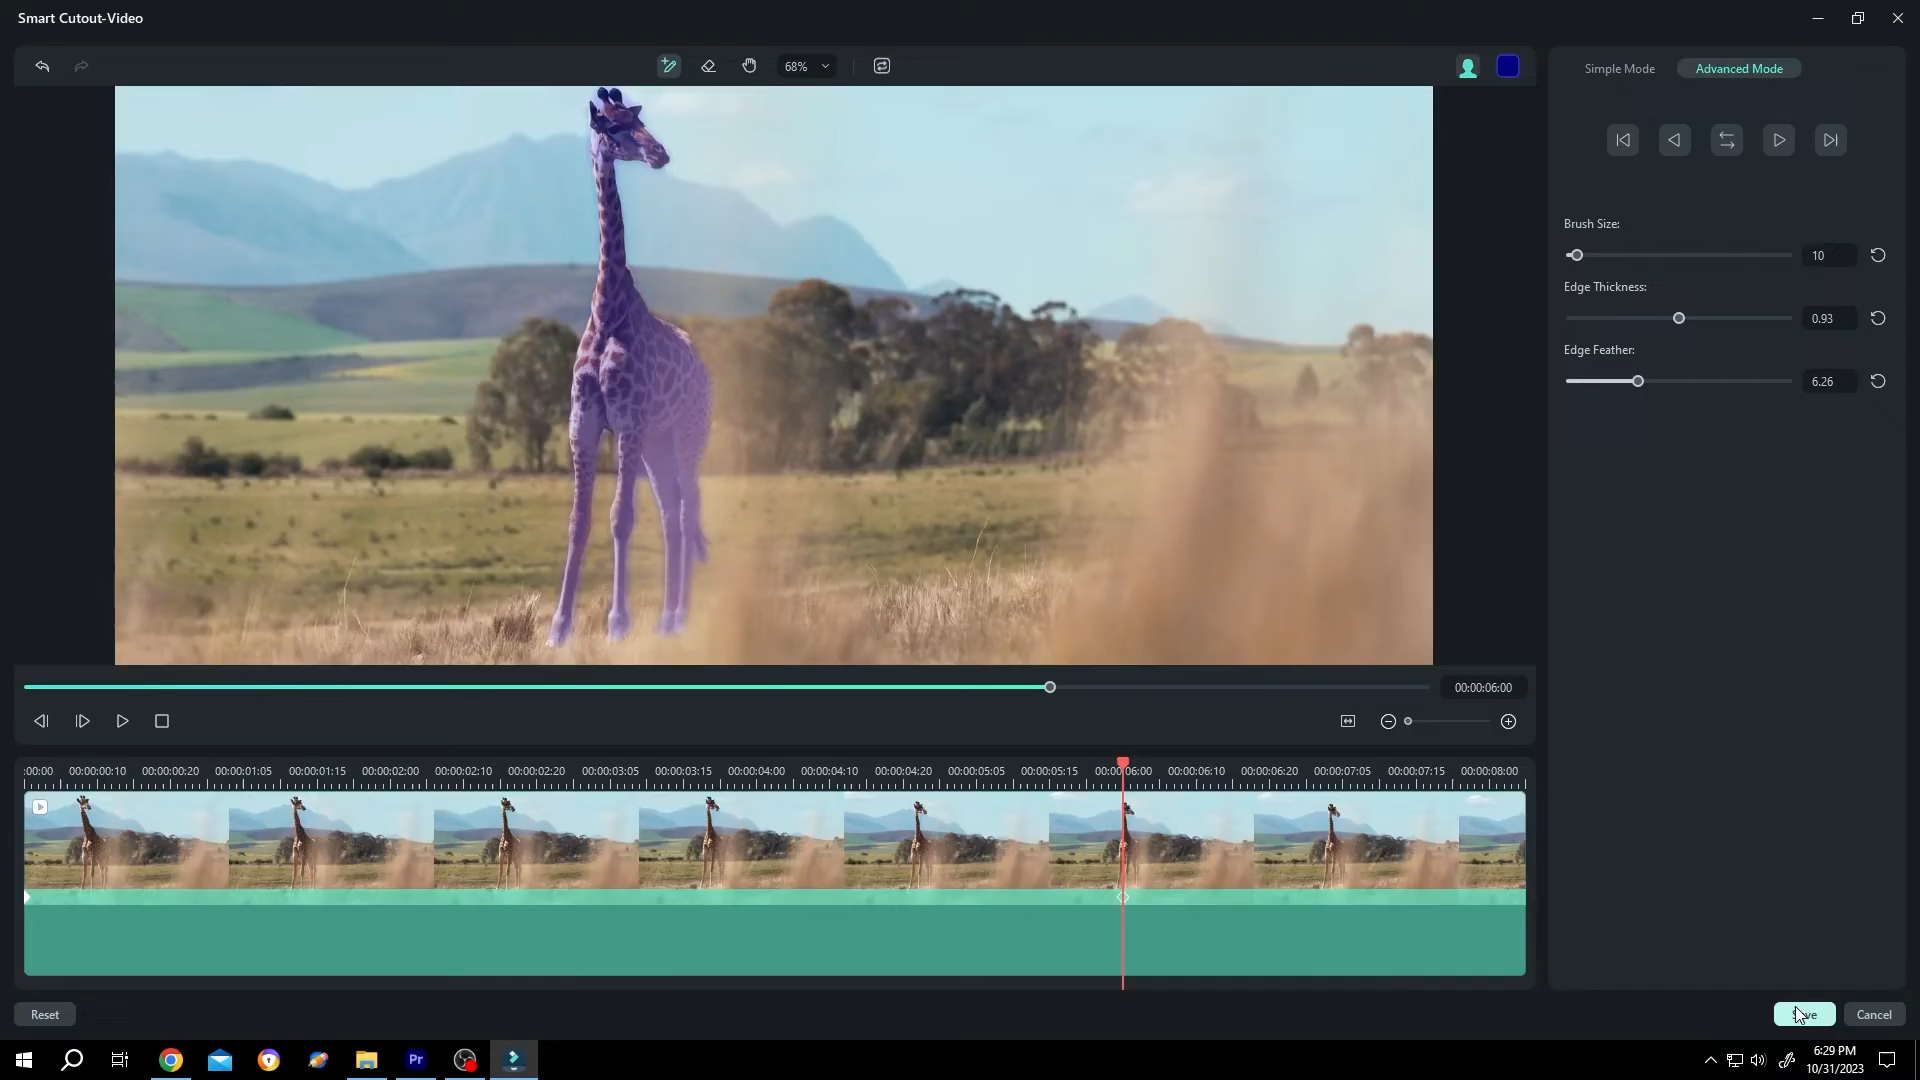 Smart Cutout-Video
68%
Simple Mode
Advanced Mode
Brush Size:
10
Edge Thickness:
0.93
Edge Feather:
6.26
00:00:06:00
:00:00 00:00:00:10 00:00:00:20 00:00:01:05 00:00:01:15 00:00:02:00 00:00:02:10 00:00:02:20 00:00:03:05 00:00:03:15 00:00:04:00 00:00:04:10 00:00:04:20 00:00:05:05 00:00:05:15 00:00:06:00 00:00:06:10 00:00:06:20 00:00:07:05 00:00:07:15 00:00:08:00
Reset
Cancel
Pr
6:29 PM
10/31/2023